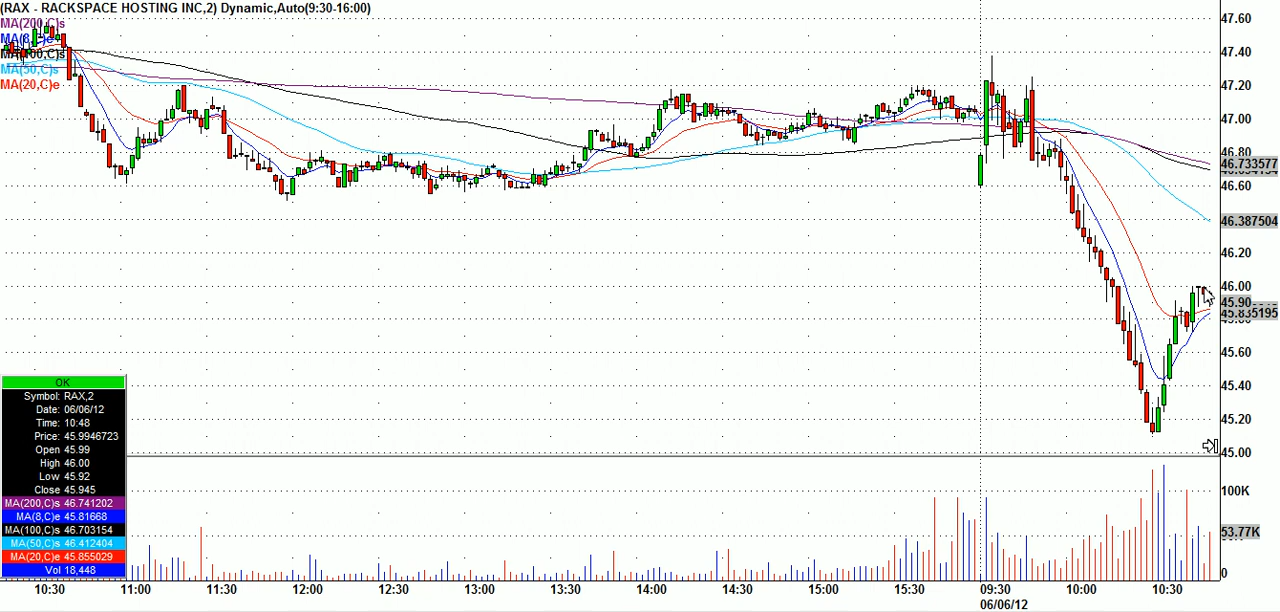 (RAX - RACKSPACE HOSTING INC,2) Dynamic,Auto(9:30-16:00)
MA(200,C)s
MA(8,C)e
MA(100,C)s
MA(50,C)s
MA(20,C)e
47.60
47.40
47.20
47.00
46.80
46.733577
46.60
46.387504
46.20
46.00
45.90
45.835195
45.60
45.40
45.20
45.00
100K
53.77K
0
OK
Symbol: RAX,2
Date: 06/06/12
Time: 10:48
Price: 45.9946723
Open 45.99
High 46.00
Low 45.92
Close 45.945
MA(200,C)s 46.741202
MA(8,C)e 45.81668
MA(100,C)s 46.703154
MA(50,C)s 46.412404
MA(20,C)e 45.855029
Vol 18,448
10:30 11:00 11:30 12:00 12:30 13:00 13:30 14:00 14:30 15:00 15:30 09:30 10:00 10:30
06/06/12